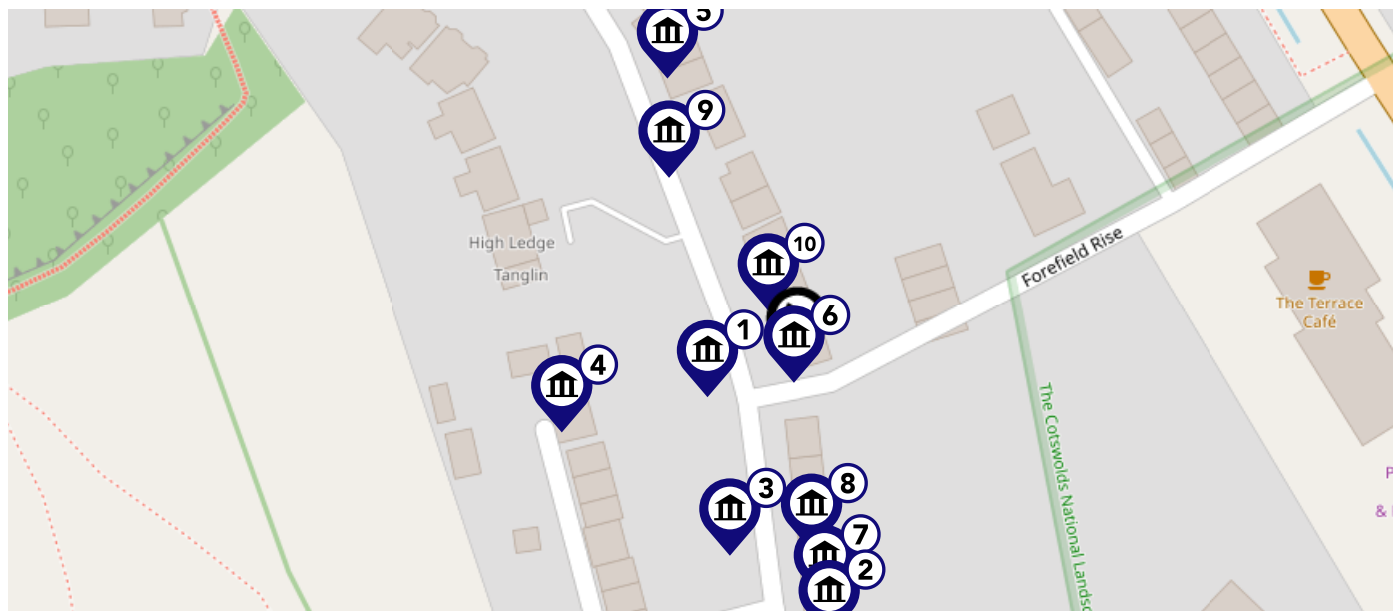 5
9
High Ledge
Tanglin
10
Forefield Rise
6
1
The Terrace
Café
4
The Cotswolds National Landsc
P
& 
3
8
7
2